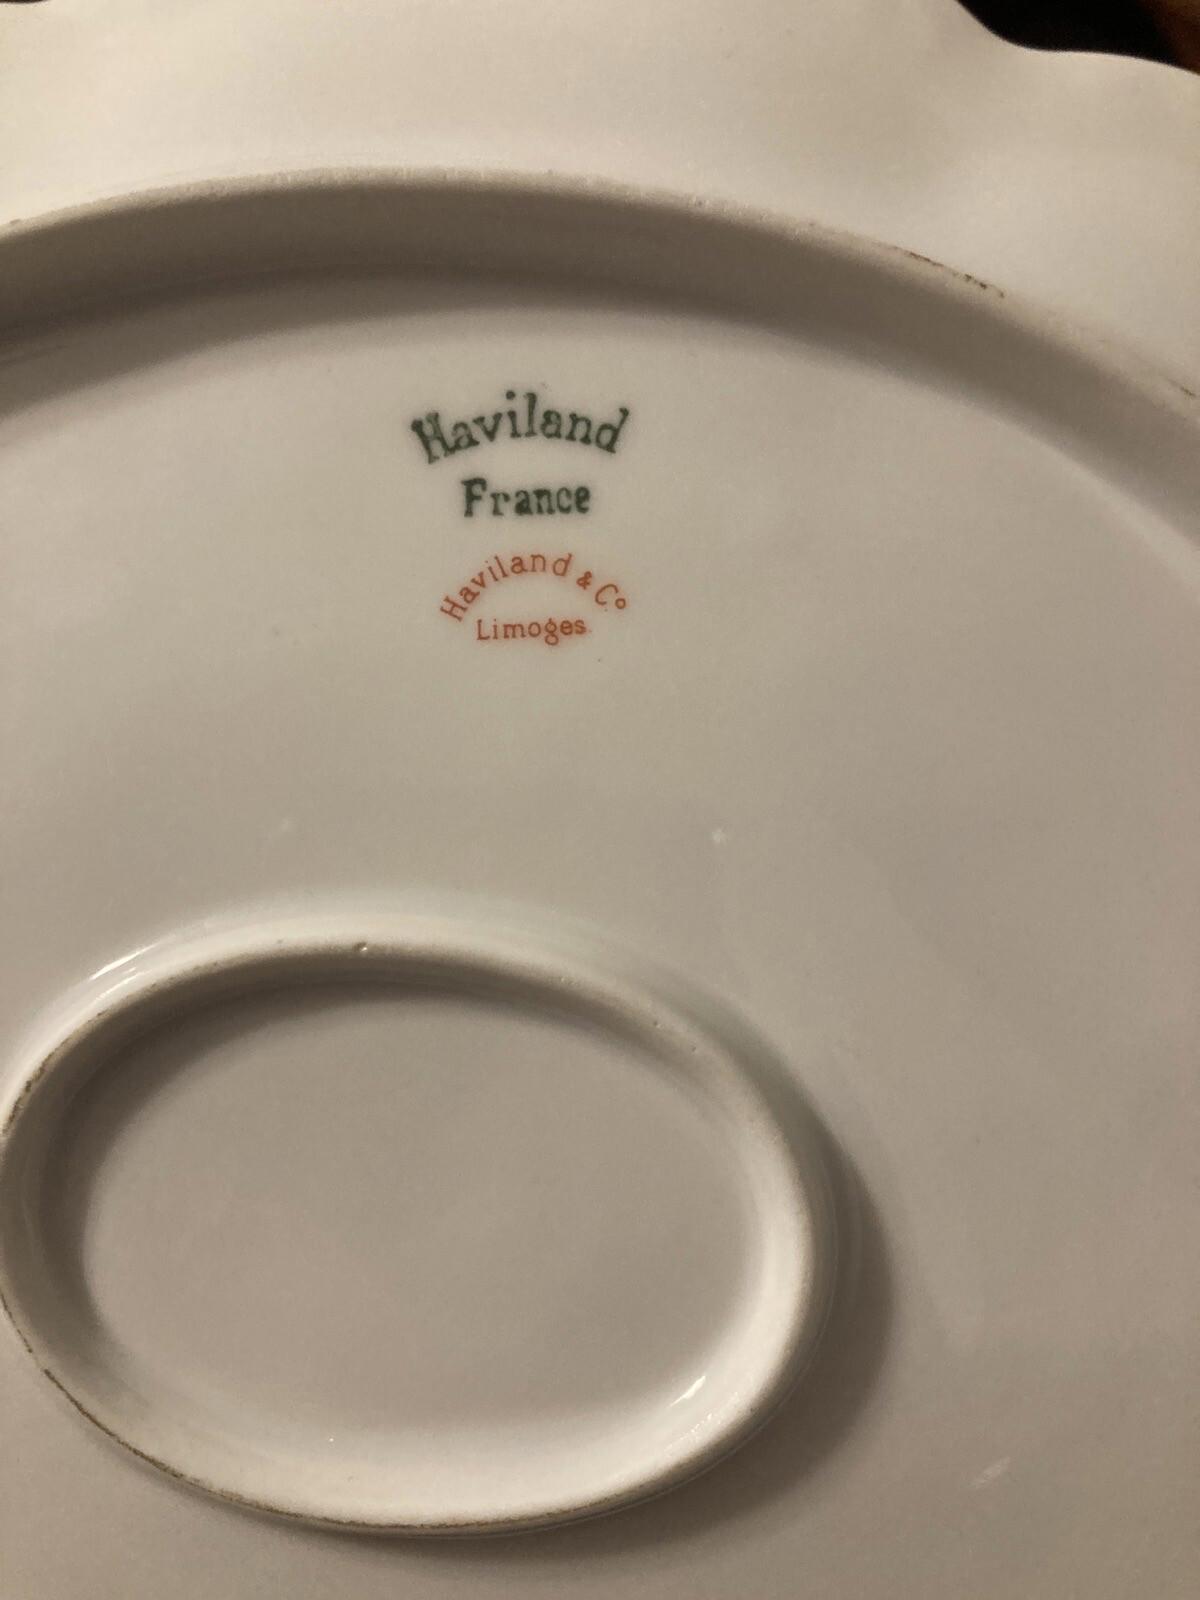 Haviland
France
Haviland & Co
Limoges.